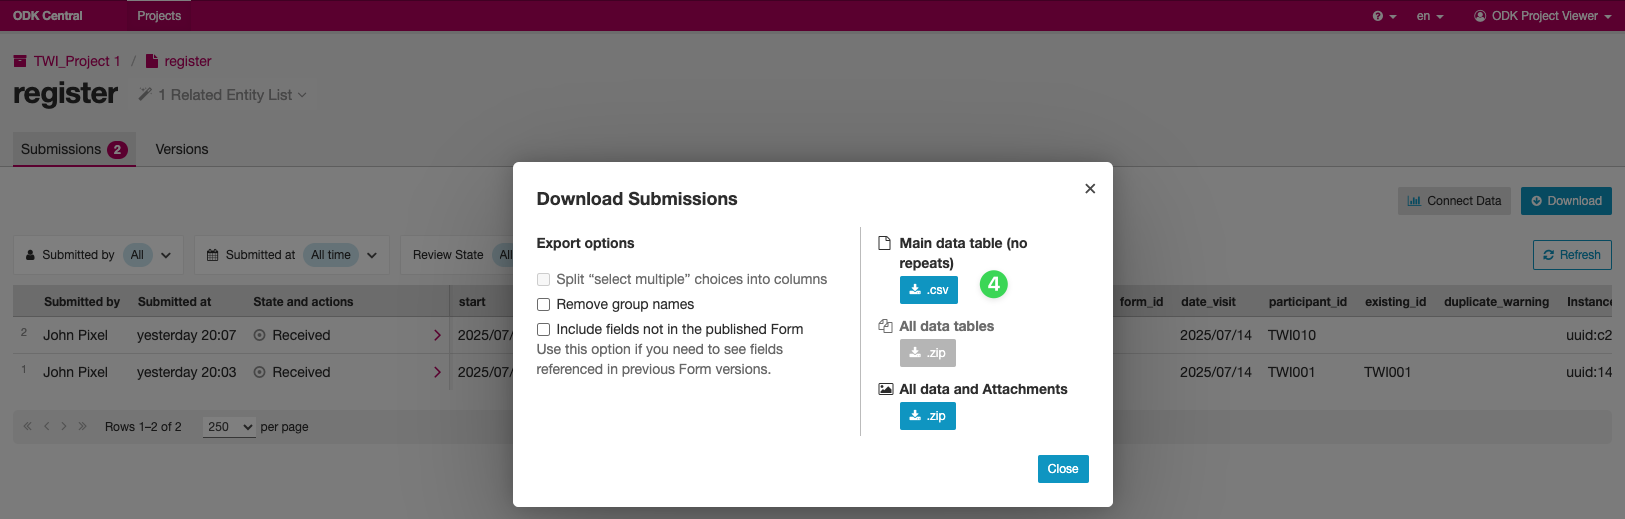 ODK Central
Projects
en
ODK Project Viewer
TWI_Project 1 / register
register
1 Related Entity List
Submissions 2
Versions
Connect Data
Download
Submitted by All
Submitted at All time
Review State All
Refresh
Submitted by Submitted at State and actions start form_id date_visit participant_id existing_id duplicate_warning Instance
2 John Pixel yesterday 20:07 Received 2025/07/ 2025/07/14 TWI010 uuid:c2
1 John Pixel yesterday 20:03 Received 2025/07/ 2025/07/14 TWI001 TWI001 uuid:14
« ‹ › » Rows 1–2 of 2 250 per page
Download Submissions
×
Export options
Split “select multiple” choices into columns
Remove group names
Include fields not in the published Form
Use this option if you need to see fields
referenced in previous Form versions.
Main data table (no
repeats)
.csv
4
All data tables
.zip
All data and Attachments
.zip
Close